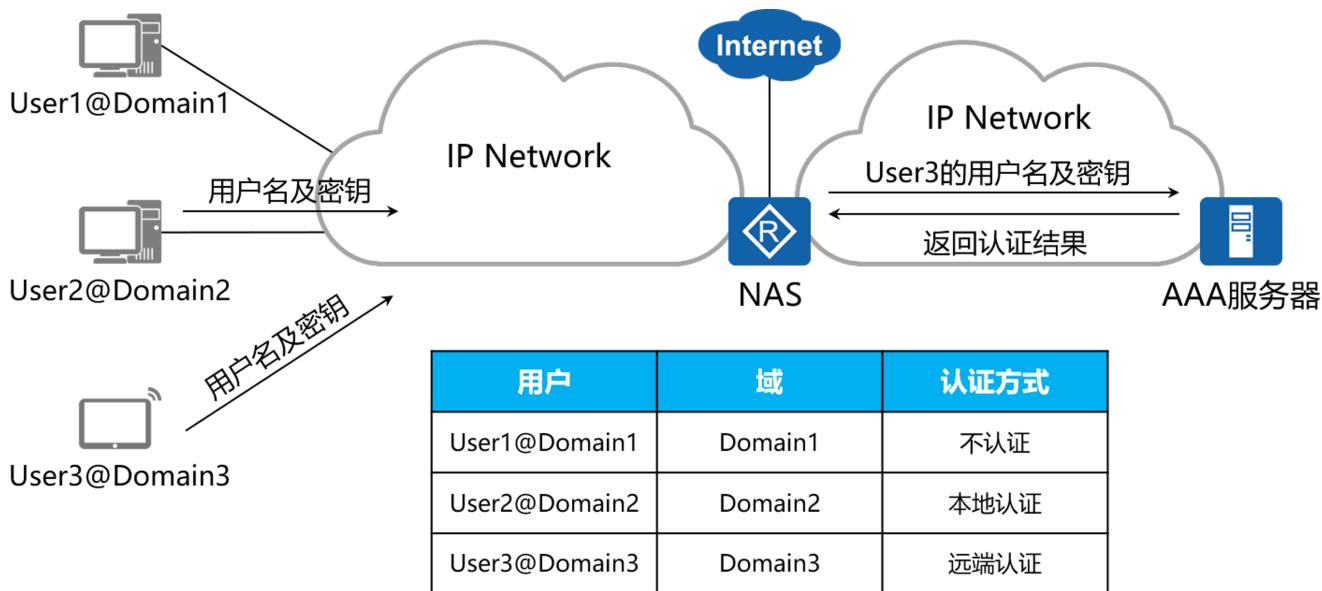 Internet
User1@Domain1
IP Network
IP Network
User3的用户名及密钥
用户名及密钥
返回认证结果
User2@Domain2
NAS
AAA服务器
用户名及密钥
User3@Domain3
用户 域 认证方式
User1@Domain1 Domain1 不认证
User2@Domain2 Domain2 本地认证
User3@Domain3 Domain3 远端认证
R